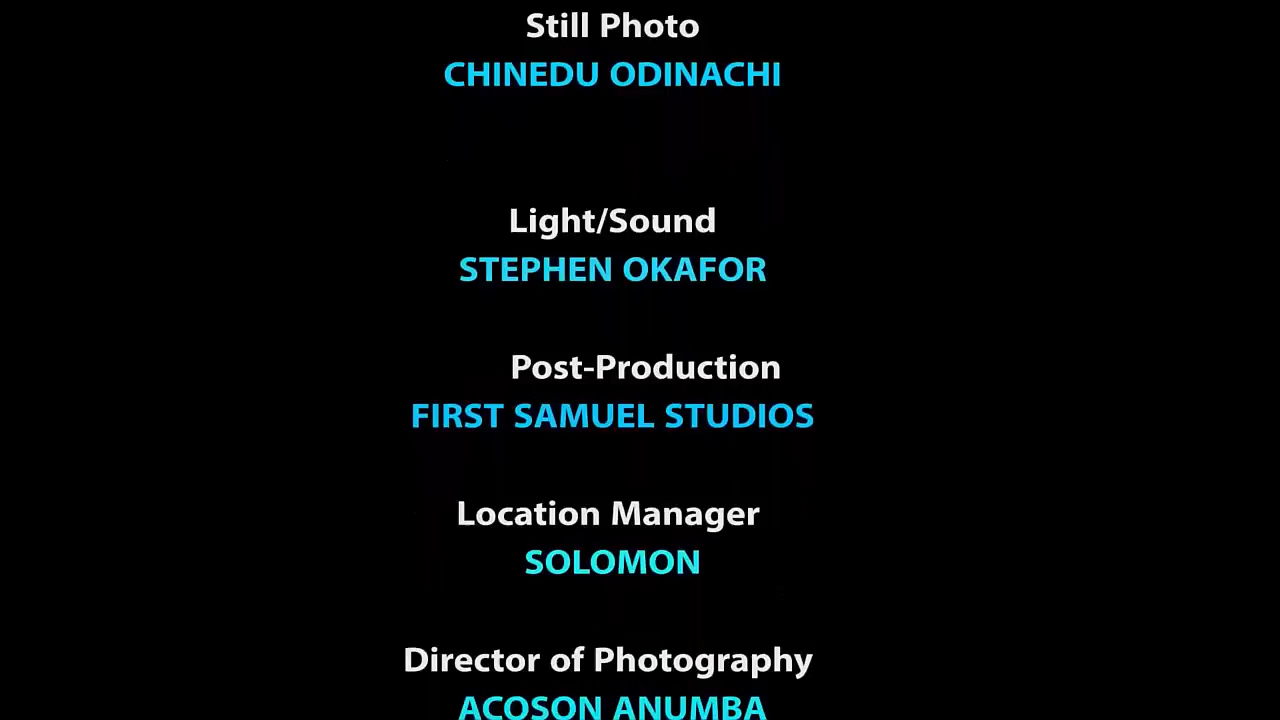 Still Photo
CHINEDU ODINACHI
Light/Sound
STEPHEN OKAFOR
Post-Production
FIRST SAMUEL STUDIOS
Location Manager
SOLOMON
Director of Photography
ACOSON ANUMBA